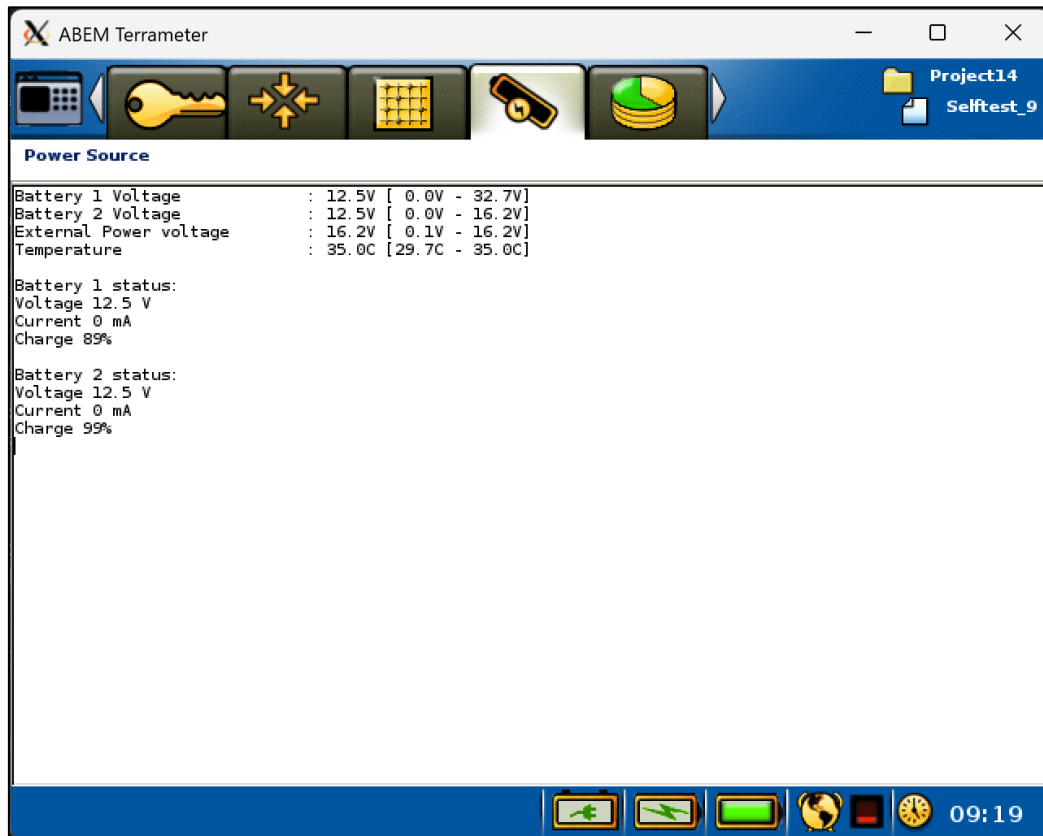 ABEM Terrameter
Project14
Selftest_9
Power Source
Battery 1 Voltage : 12.5V [ 0.0V - 32.7V]
Battery 2 Voltage : 12.5V [ 0.0V - 16.2V]
External Power voltage : 16.2V [ 0.1V - 16.2V]
Temperature : 35.0C [29.7C - 35.0C]
Battery 1 status:
Voltage 12.5 V
Current 0 mA
Charge 89%
Battery 2 status:
Voltage 12.5 V
Current 0 mA
Charge 99%
09:19